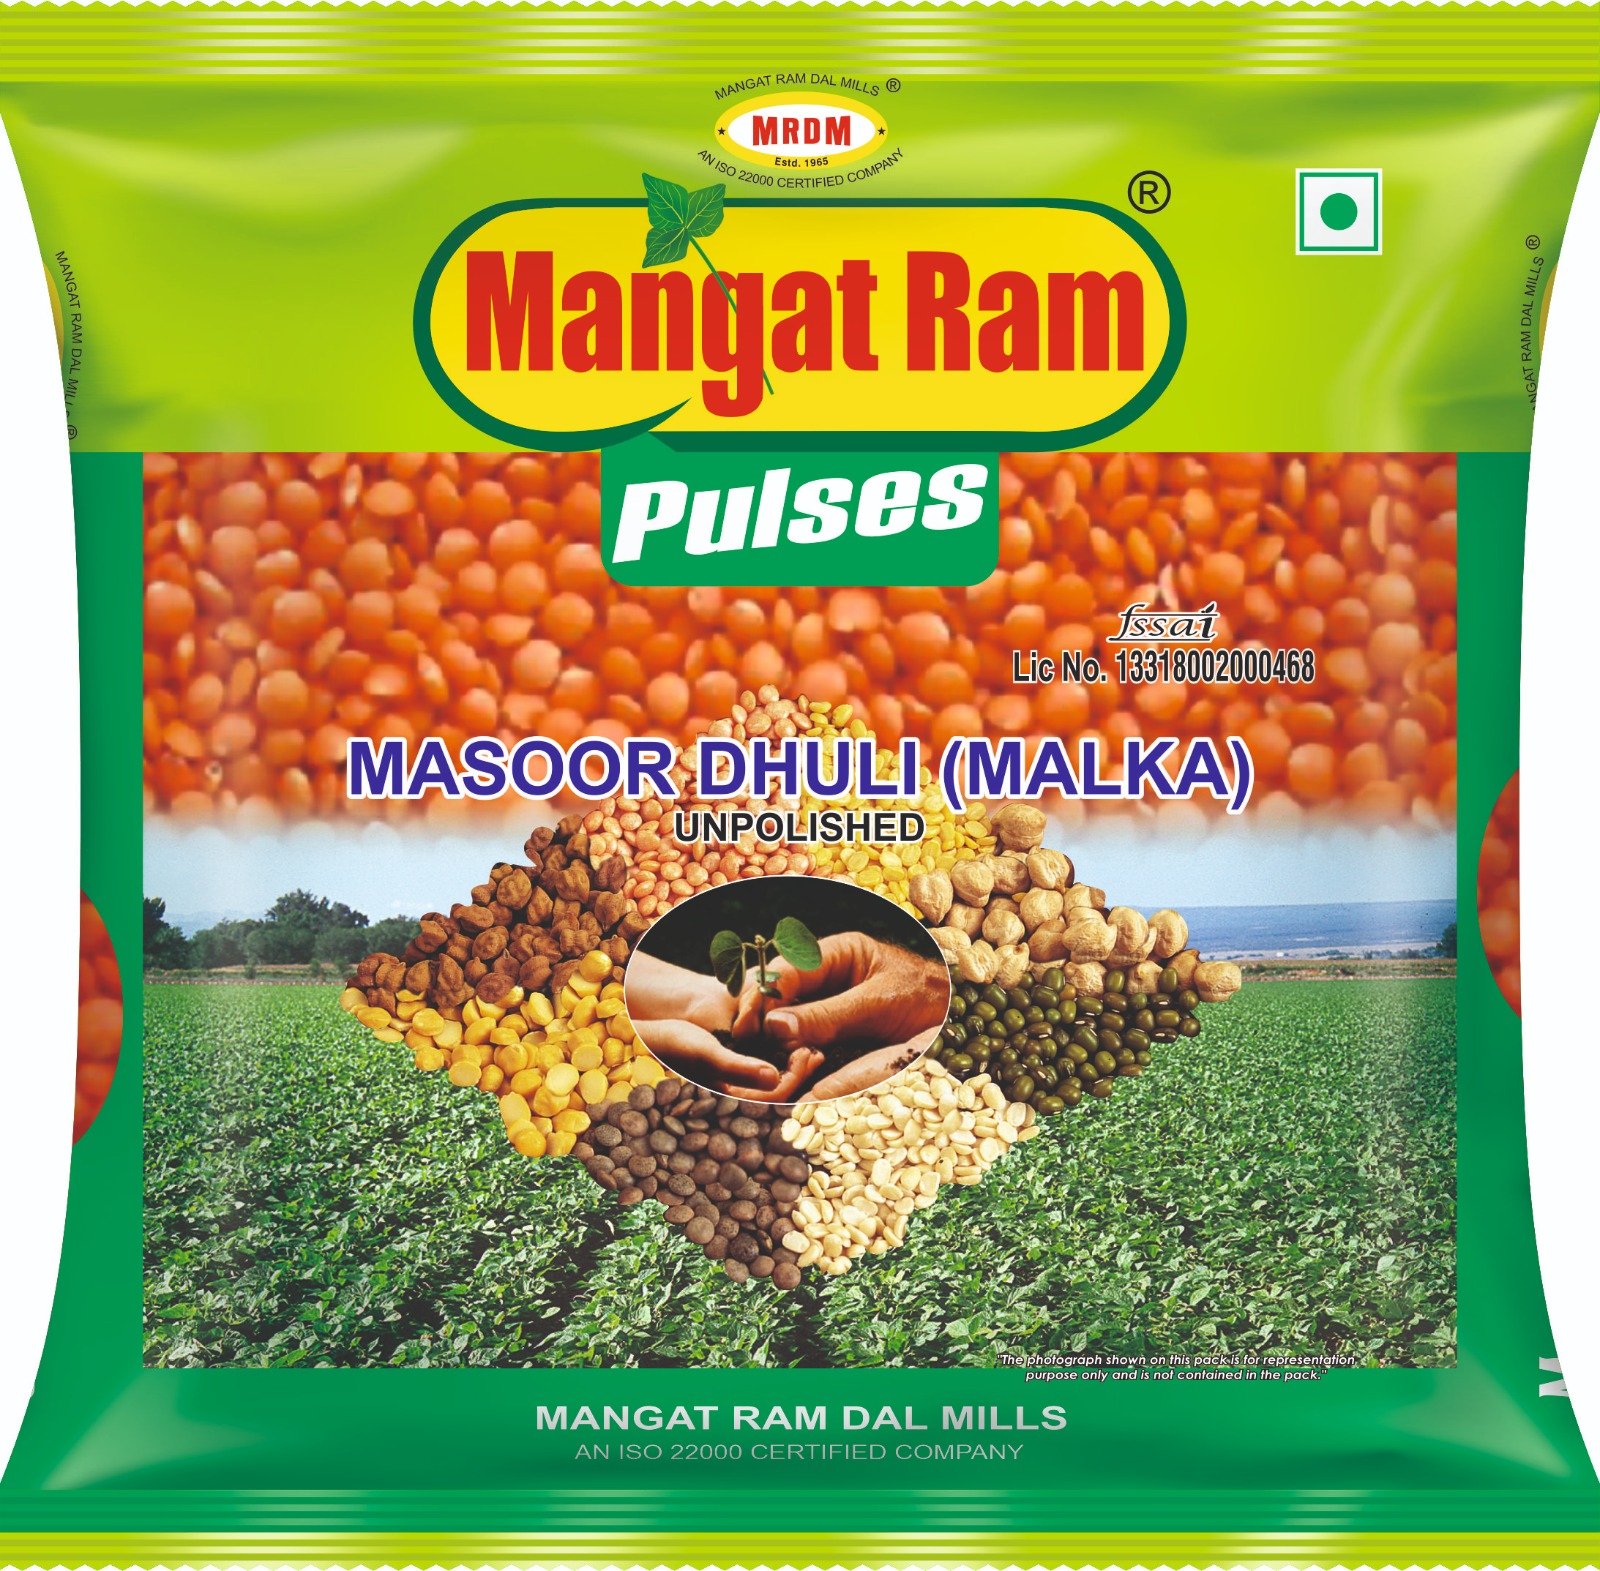 MANGAT RAM DAL MILLS ®
MRDM
Estd. 1965
AN ISO 22000 CERTIFIED COMPANY
Mangat Ram ®
Pulses
MANGAT RAM DAL MILLS ®
MANGAT RAM DAL MILLS ®
fssai
Lic No. 13318002000468
MASOOR DHULI (MALKA)
UNPOLISHED
"The photograph shown on this pack is for representation
purpose only and is not contained in the pack."
MANGAT RAM DAL MILLS
AN ISO 22000 CERTIFIED COMPANY